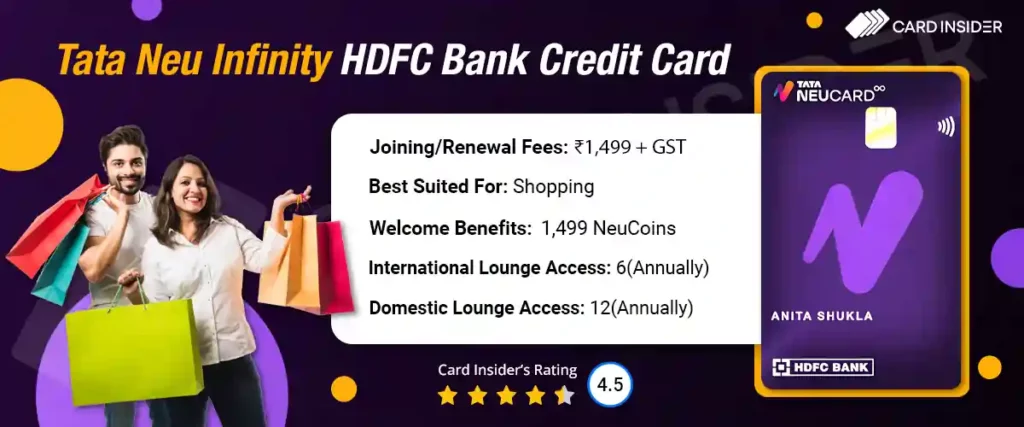 CARD INSIDER
Tata Neu Infinity HDFC Bank Credit Card
TATA
NEUCARD∞
Joining/Renewal Fees: ₹1,499 + GST
Best Suited For: Shopping
Welcome Benefits: 1,499 NeuCoins
International Lounge Access: 6(Annually)
Domestic Lounge Access: 12(Annually)
ANITA SHUKLA
HDFC BANK
Card Insider's Rating
4.5